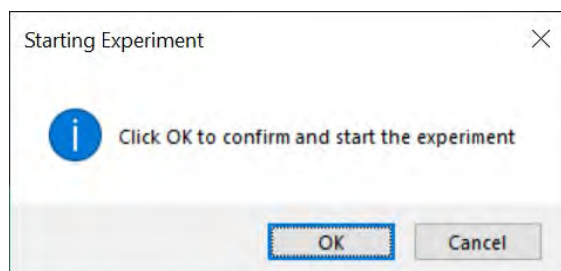 Starting Experiment
Click OK to confirm and start the experiment
OK Cancel